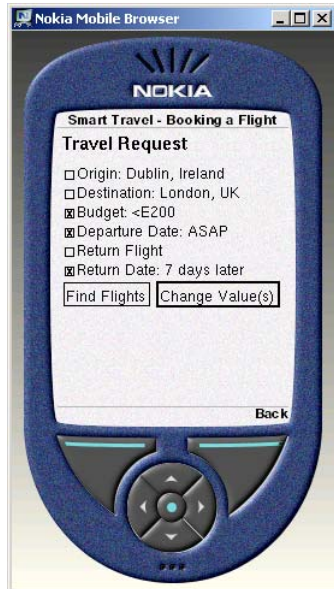 Nokia Mobile Browser
NOKIA
Smart Travel - Booking a Flight
Travel Request
Origin: Dublin, Ireland
Destination: London, UK
Budget: <E200
Departure Date: ASAP
Return Flight
Return Date: 7 days later
Find Flights Change Value(s)
Back